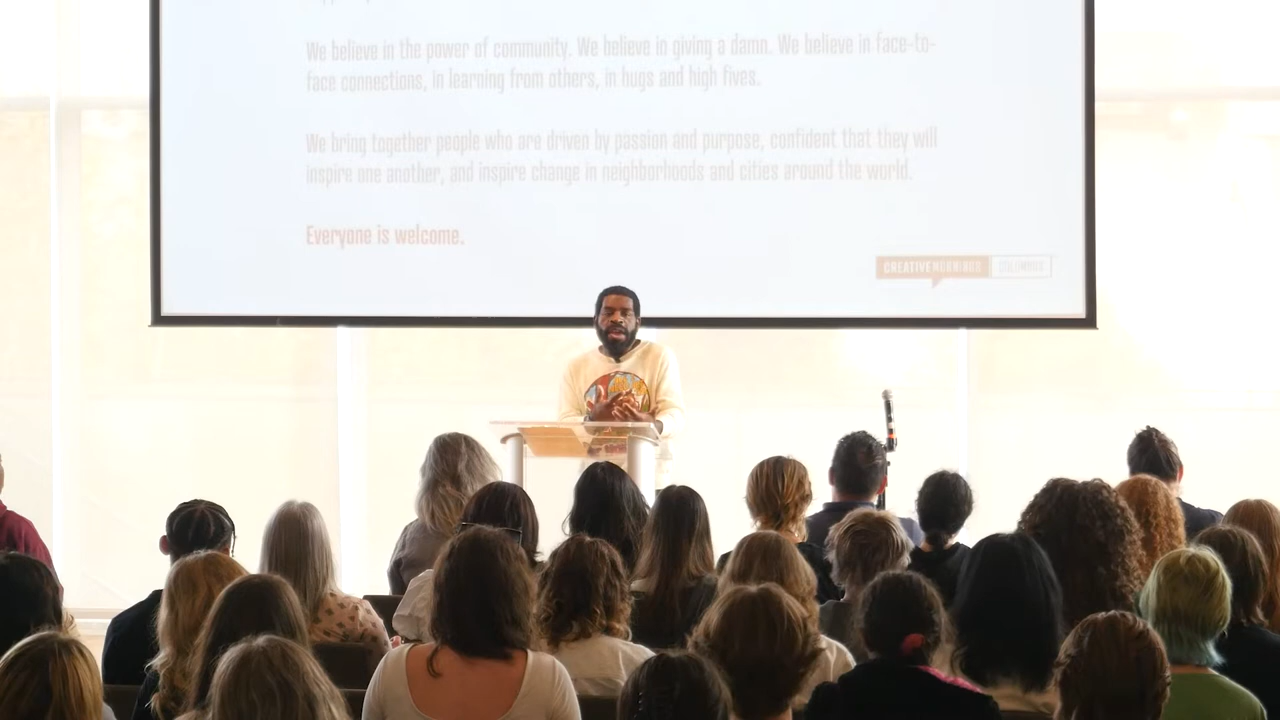 We believe in the power of community. We believe in giving a damn. We believe in face-to-
face connections, in learning from others, in hugs and high fives.
We bring together people who are driven by passion and purpose, confident that they will
inspire one another, and inspire change in neighborhoods and cities around the world.
Everyone is welcome.
CREATIVEMORNINGS COLUMBUS